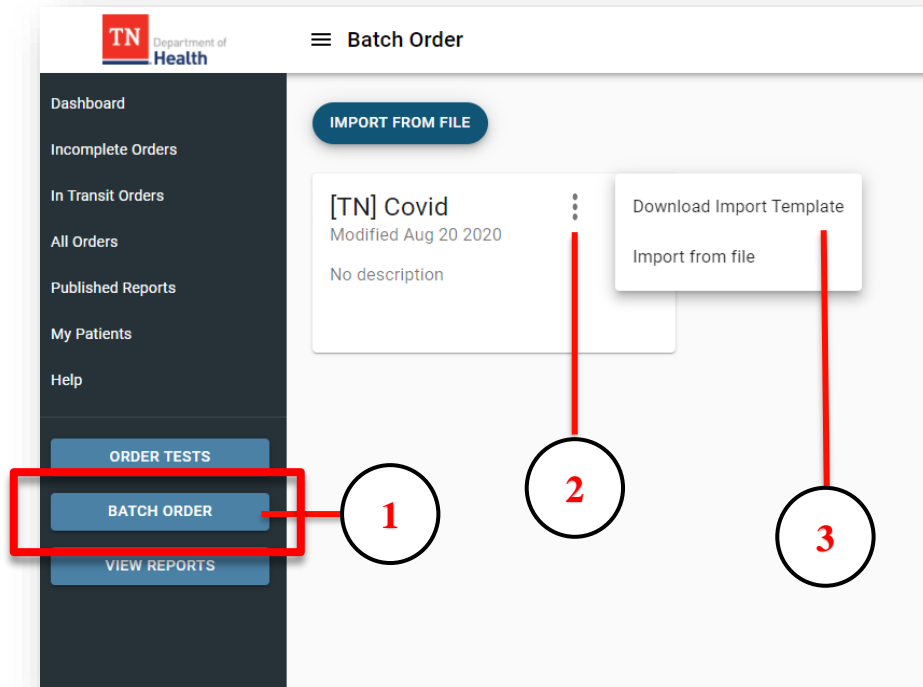 TN
Department of
Health
Batch Order
Dashboard
Incomplete Orders
In Transit Orders
All Orders
Published Reports
My Patients
Help
ORDER TESTS
BATCH ORDER
VIEW REPORTS
IMPORT FROM FILE
[TN] Covid
Modified Aug 20 2020
No description
Download Import Template
Import from file
1
2
3